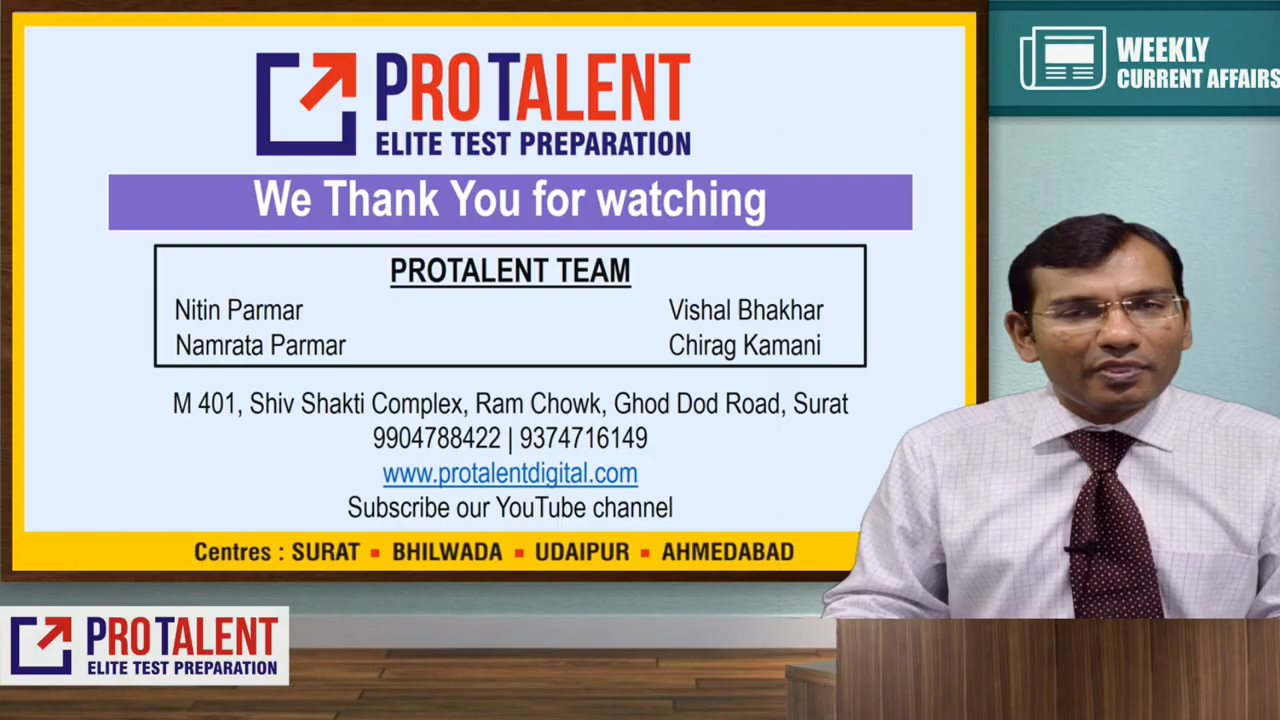 PROTALENT
ELITE TEST PREPARATION
We Thank You for watching
PROTALENT TEAM
Nitin Parmar
Vishal Bhakhar
Namrata Parmar
Chirag Kamani
M 401, Shiv Shakti Complex, Ram Chowk, Ghod Dod Road, Surat
9904788422 | 9374716149
www.protalentdigital.com
Subscribe our YouTube channel
Centres : SURAT ▪ BHILWADA ▪ UDAIPUR ▪ AHMEDABAD
WEEKLY
CURRENT AFFAIRS
PROTALENT
ELITE TEST PREPARATION